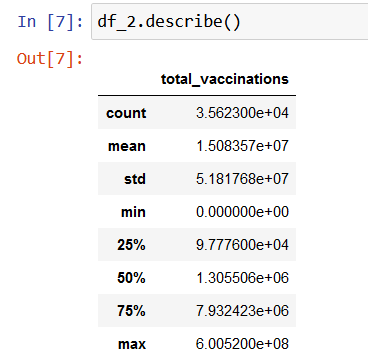 In [7]: df_2.describe()
Out[7]:
total_vaccinations
count 3.562300e+04
mean 1.508357e+07
std 5.181768e+07
min 0.000000e+00
25% 9.777600e+04
50% 1.305506e+06
75% 7.932423e+06
max 6.005200e+08